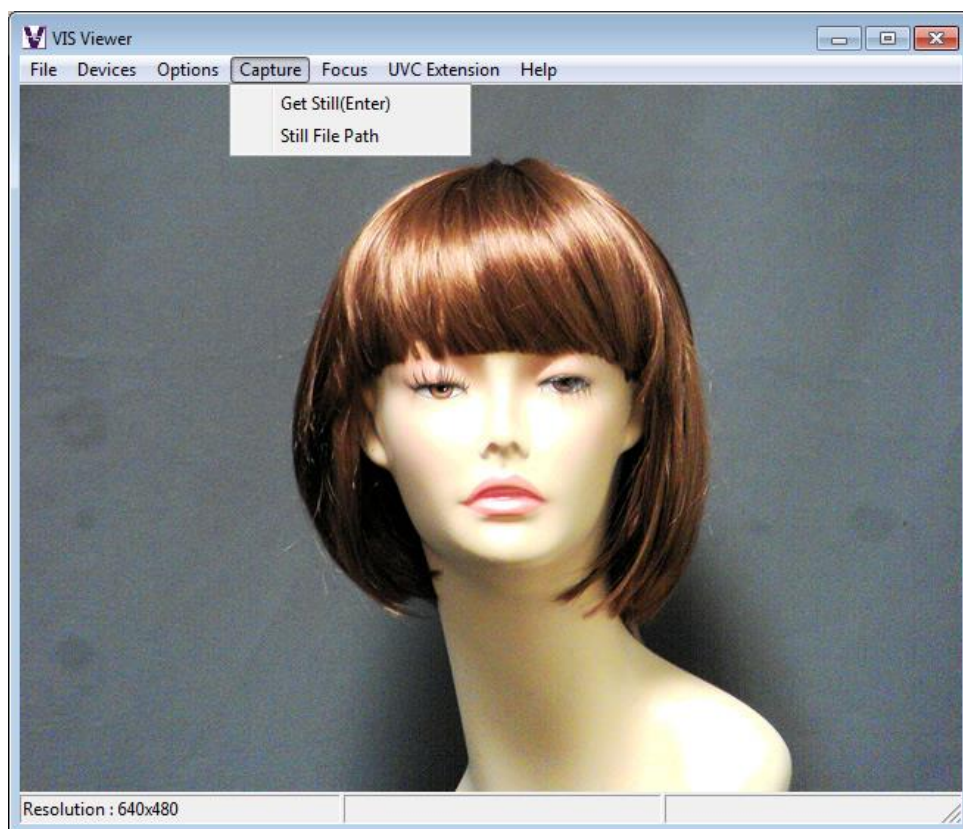 VIS Viewer
File Devices Options Capture Focus UVC Extension Help
Get Still(Enter)
Still File Path
Resolution : 640x480